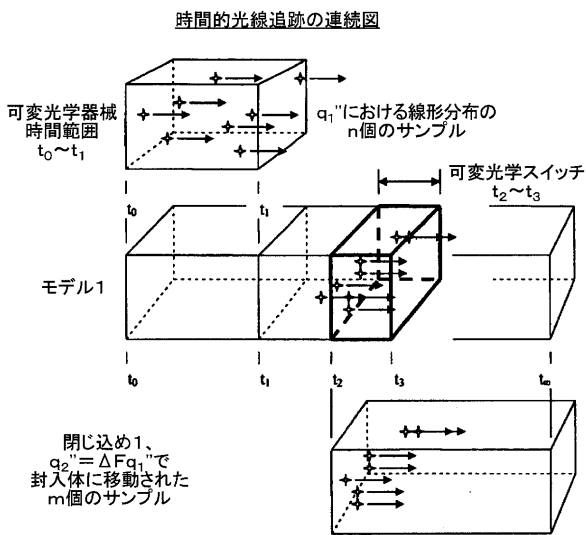 時間的光線追跡の連続図
可変光学器械
時間範囲
t₀～t₁
q₁"における線形分布の
n個のサンプル
可変光学スイッチ
t₂～t₃
t₀
t₁
モデル1
t₀
t₁
t₂
t₃
t∞
閉じ込め1、
q₂"＝ΔFq₁"で
封入体に移動された
m個のサンプル